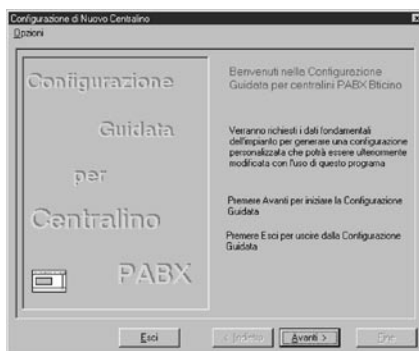 Configurazione di Nuovo Centralino
Opzioni
Configurazione
Guidata
per
Centralino
PABX
Benvenuti nella Configurazione
Guidata per centralini PABX Bticino
Verranno richiesti i dati fondamentali
dell'impianto per generare una configurazione
personalizzata che potrà essere ulteriormente
modificata con l'uso di questo programma
Premere Avanti per iniziare la Configurazione
Guidata
Premere Esci per uscire dalla Configurazione
Guidata
Esci
< Indietro
Avanti >
Fine